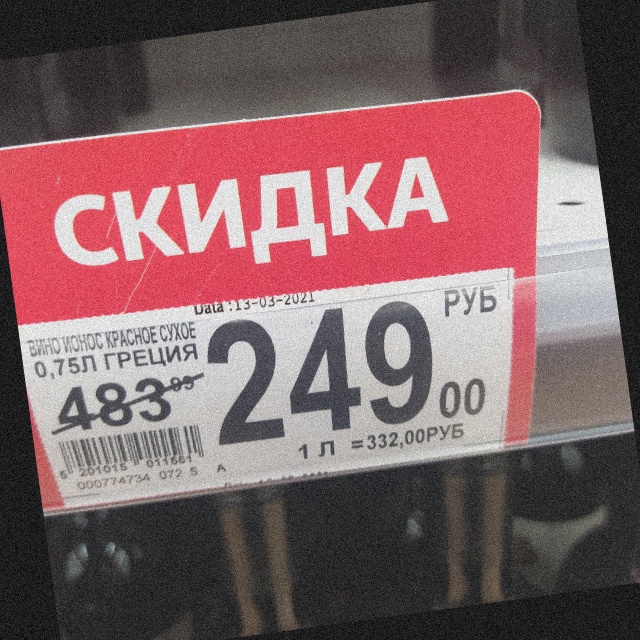 СКИДКА
Data :13-03-2021
ВИНО ИОНОС КРАСНОЕ СУХОЕ
0,75Л ГРЕЦИЯ
483
249 00 РУБ
1 Л =332,00РУБ
000774734 072 S A